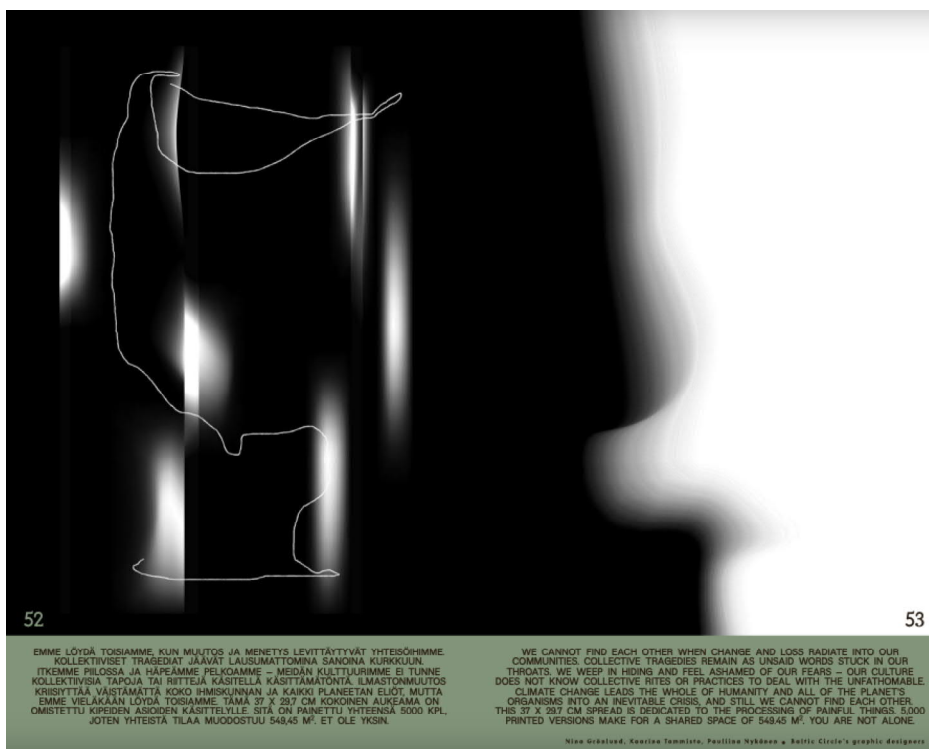 52
53
EMME LÖYDÄ TOISIAMME, KUN MUUTOS JA MENETYS LEVITTÄYTYVÄT YHTEISÖIHIMME.
KOLLEKTIIVISET TRAGEDIAT JÄÄVÄT LAUSUMATTOMINA SANOINA KURKKUUN.
ITKEMME PIILOSSA JA HÄPEÄMME PELKOAMME – MEIDÄN KULTTUURIMME EI TUNNE
KOLLEKTIIVISIA TAPOJA TAI RIITTEJÄ KÄSITELLÄ KÄSITTÄMÄTÖNTÄ. ILMASTONMUUTOS
KRIISIYTTÄÄ VÄISTÄMÄTTÄ KOKO IHMISKUNNAN JA KAIKKI PLANEETAN ELIÖT, MUTTA
EMME VIELÄKÄÄN LÖYDÄ TOISIAMME. TÄMÄ 37 X 29,7 CM KOKOINEN AUKEAMA ON
OMISTETTU KIPEIDEN ASIOIDEN KÄSITTELYLLE. SITÄ ON PAINETTU YHTEENSÄ 5000 KPL,
JOTEN YHTEISTÄ TILAA MUODOSTUU 549,45 M². ET OLE YKSIN.
WE CANNOT FIND EACH OTHER WHEN CHANGE AND LOSS RADIATE INTO OUR
COMMUNITIES. COLLECTIVE TRAGEDIES REMAIN AS UNSAID WORDS STUCK IN OUR
THROATS. WE WEEP IN HIDING AND FEEL ASHAMED OF OUR FEARS – OUR CULTURE
DOES NOT KNOW COLLECTIVE RITES OR PRACTICES TO DEAL WITH THE UNFATHOMABLE.
CLIMATE CHANGE LEADS THE WHOLE OF HUMANITY AND ALL OF THE PLANET'S
ORGANISMS INTO AN INEVITABLE CRISIS, AND STILL WE CANNOT FIND EACH OTHER.
THIS 37 X 29.7 CM SPREAD IS DEDICATED TO THE PROCESSING OF PAINFUL THINGS. 5,000
PRINTED VERSIONS MAKE FOR A SHARED SPACE OF 549.45 M². YOU ARE NOT ALONE.
Nina Grönlund, Kaarina Tammisto, Pauliina Nykänen Baltic Circle's graphic designers